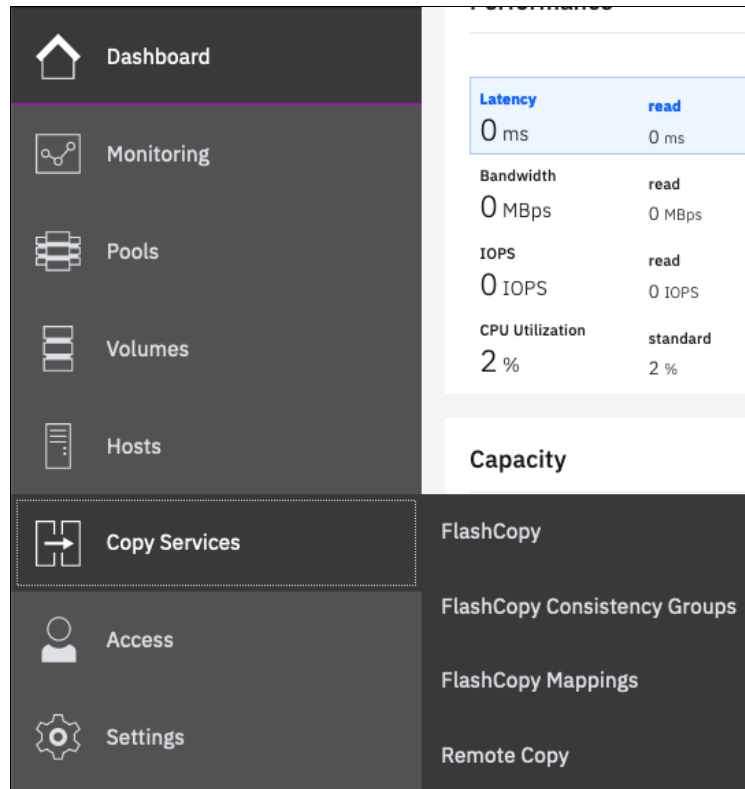 Dashboard
Monitoring
Pools
Volumes
Hosts
Copy Services
Access
Settings
Latency
read
0 ms
0 ms
Bandwidth
read
0 MBps
0 MBps
IOPS
read
0 IOPS
0 IOPS
CPU Utilization
standard
2 %
2 %
Capacity
FlashCopy
FlashCopy Consistency Groups
FlashCopy Mappings
Remote Copy